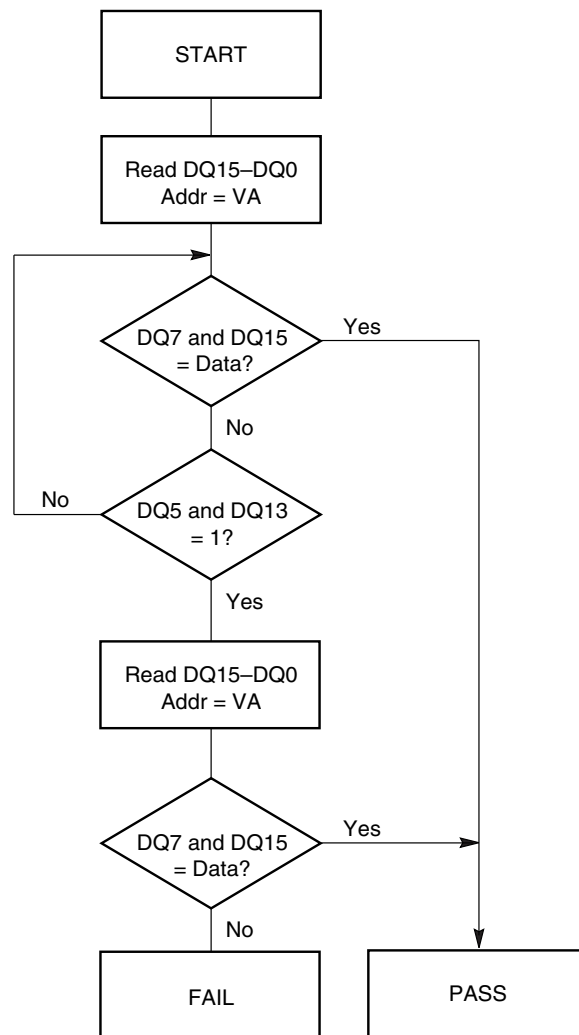 START
Read DQ15–DQ0
Addr = VA
DQ7 and DQ15
= Data?
Yes
No
DQ5 and DQ13
= 1?
No
Yes
Read DQ15–DQ0
Addr = VA
DQ7 and DQ15
= Data?
Yes
No
FAIL
PASS